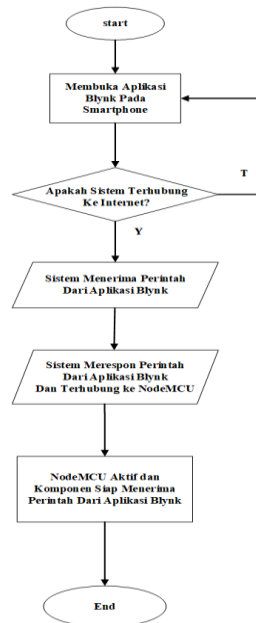 start
Membuka Aplikasi
Blynk Pada
Smartphone
Apakah Sistem Terhubung
Ke Internet?
T
Y
Sistem Menerima Perintah
Dari Aplikasi Blynk
Sistem Merespon Perintah
Dari Aplikasi Blynk
Dan Terhubung ke NodeMCU
NodeMCU Aktif dan
Komponen Siap Menerima
Perintah Dari Aplikasi Blynk
End